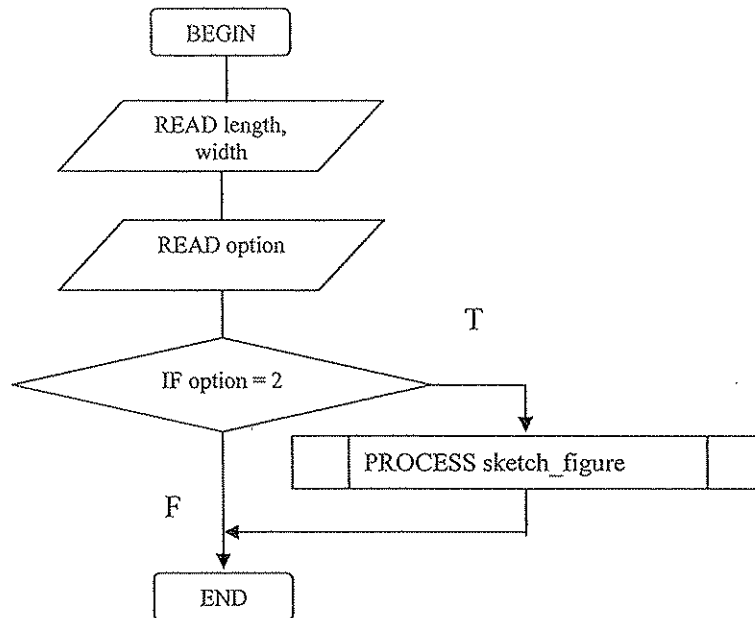 BEGIN
READ length,
width
READ option
T
IF option = 2
PROCESS sketch_figure
F
END